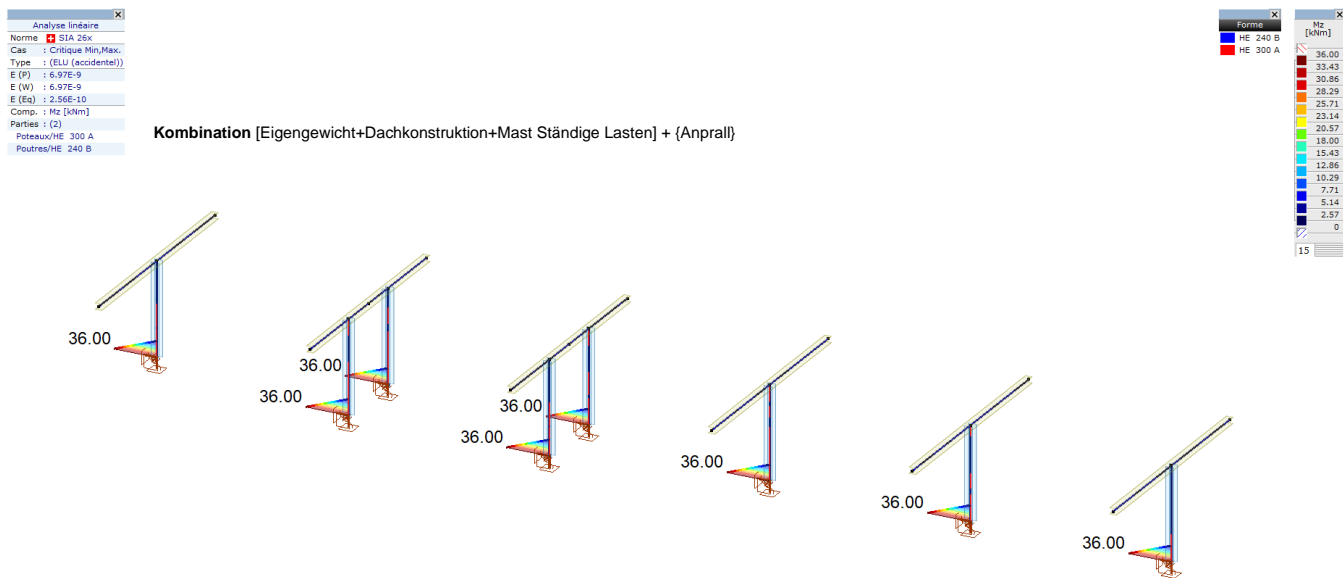 Analyse linéaire
Norme SIA 26x
Cas : Critique Min,Max.
Type : (ELU (accidentel))
E (P) : 6.97E-9
E (W) : 6.97E-9
E (Eq) : 2.56E-10
Comp. : Mz [kNm]
Parties : (2)
Poteaux/HE 300 A
Poutres/HE 240 B
Forme
HE 240 B
HE 300 A
Mz
[kNm]
36.00
33.43
30.86
28.29
25.71
23.14
20.57
18.00
15.43
12.86
10.29
7.71
5.14
2.57
0
15
Kombination [Eigengewicht+Dachkonstruktion+Mast Ständige Lasten] + {Anprall}
36.00
36.00
36.00
36.00
36.00
36.00
36.00
36.00